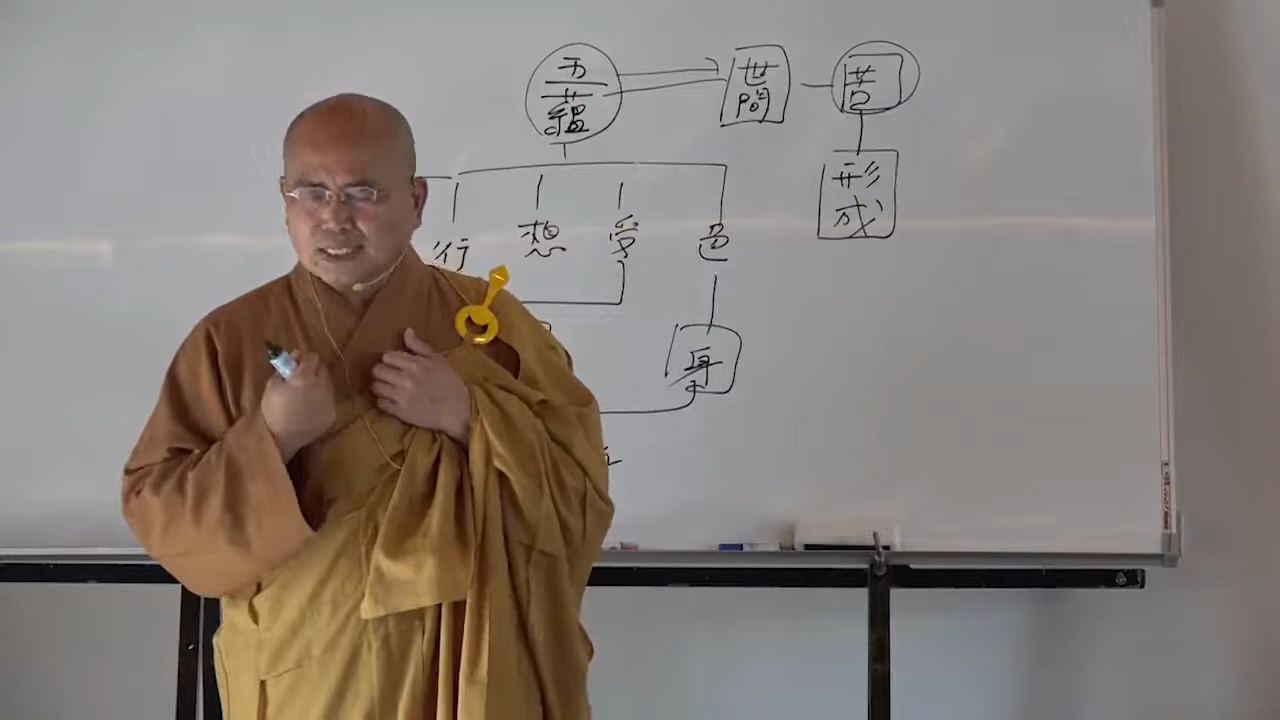 五蘊
世間
苦
形成
行 想 受 色
身